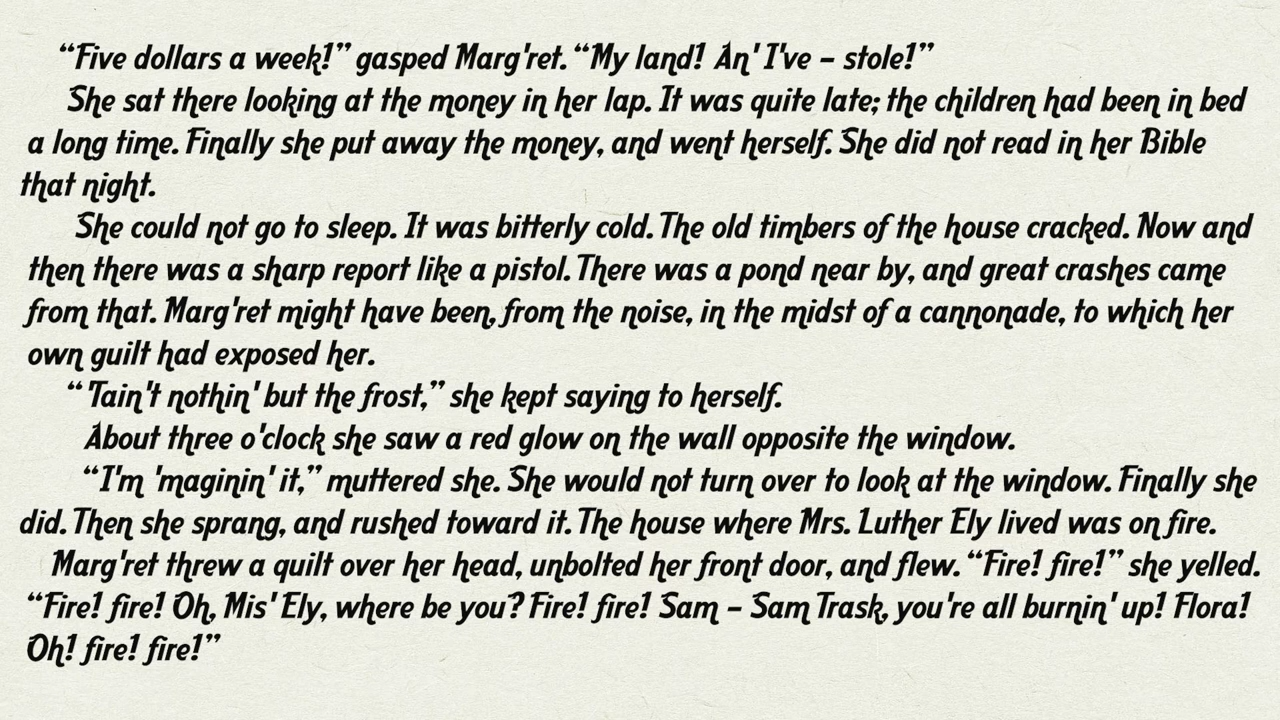 “Five dollars a week!” gasped Marg'ret. “My land! An' I've – stole!”
She sat there looking at the money in her lap. It was quite late; the children had been in bed
a long time. Finally she put away the money, and went herself. She did not read in her Bible
that night.
She could not go to sleep. It was bitterly cold. The old timbers of the house cracked. Now and
then there was a sharp report like a pistol. There was a pond near by, and great crashes came
from that. Marg'ret might have been, from the noise, in the midst of a cannonade, to which her
own guilt had exposed her.
“'Tain't nothin' but the frost,” she kept saying to herself.
About three o'clock she saw a red glow on the wall opposite the window.
“I'm 'maginin' it,” muttered she. She would not turn over to look at the window. Finally she
did. Then she sprang, and rushed toward it. The house where Mrs. Luther Ely lived was on fire.
Marg'ret threw a quilt over her head, unbolted her front door, and flew. “Fire! fire!” she yelled.
“Fire! fire! Oh, Mis' Ely, where be you? Fire! fire! Sam – Sam Trask, you're all burnin' up! Flora!
Oh! fire! fire!”